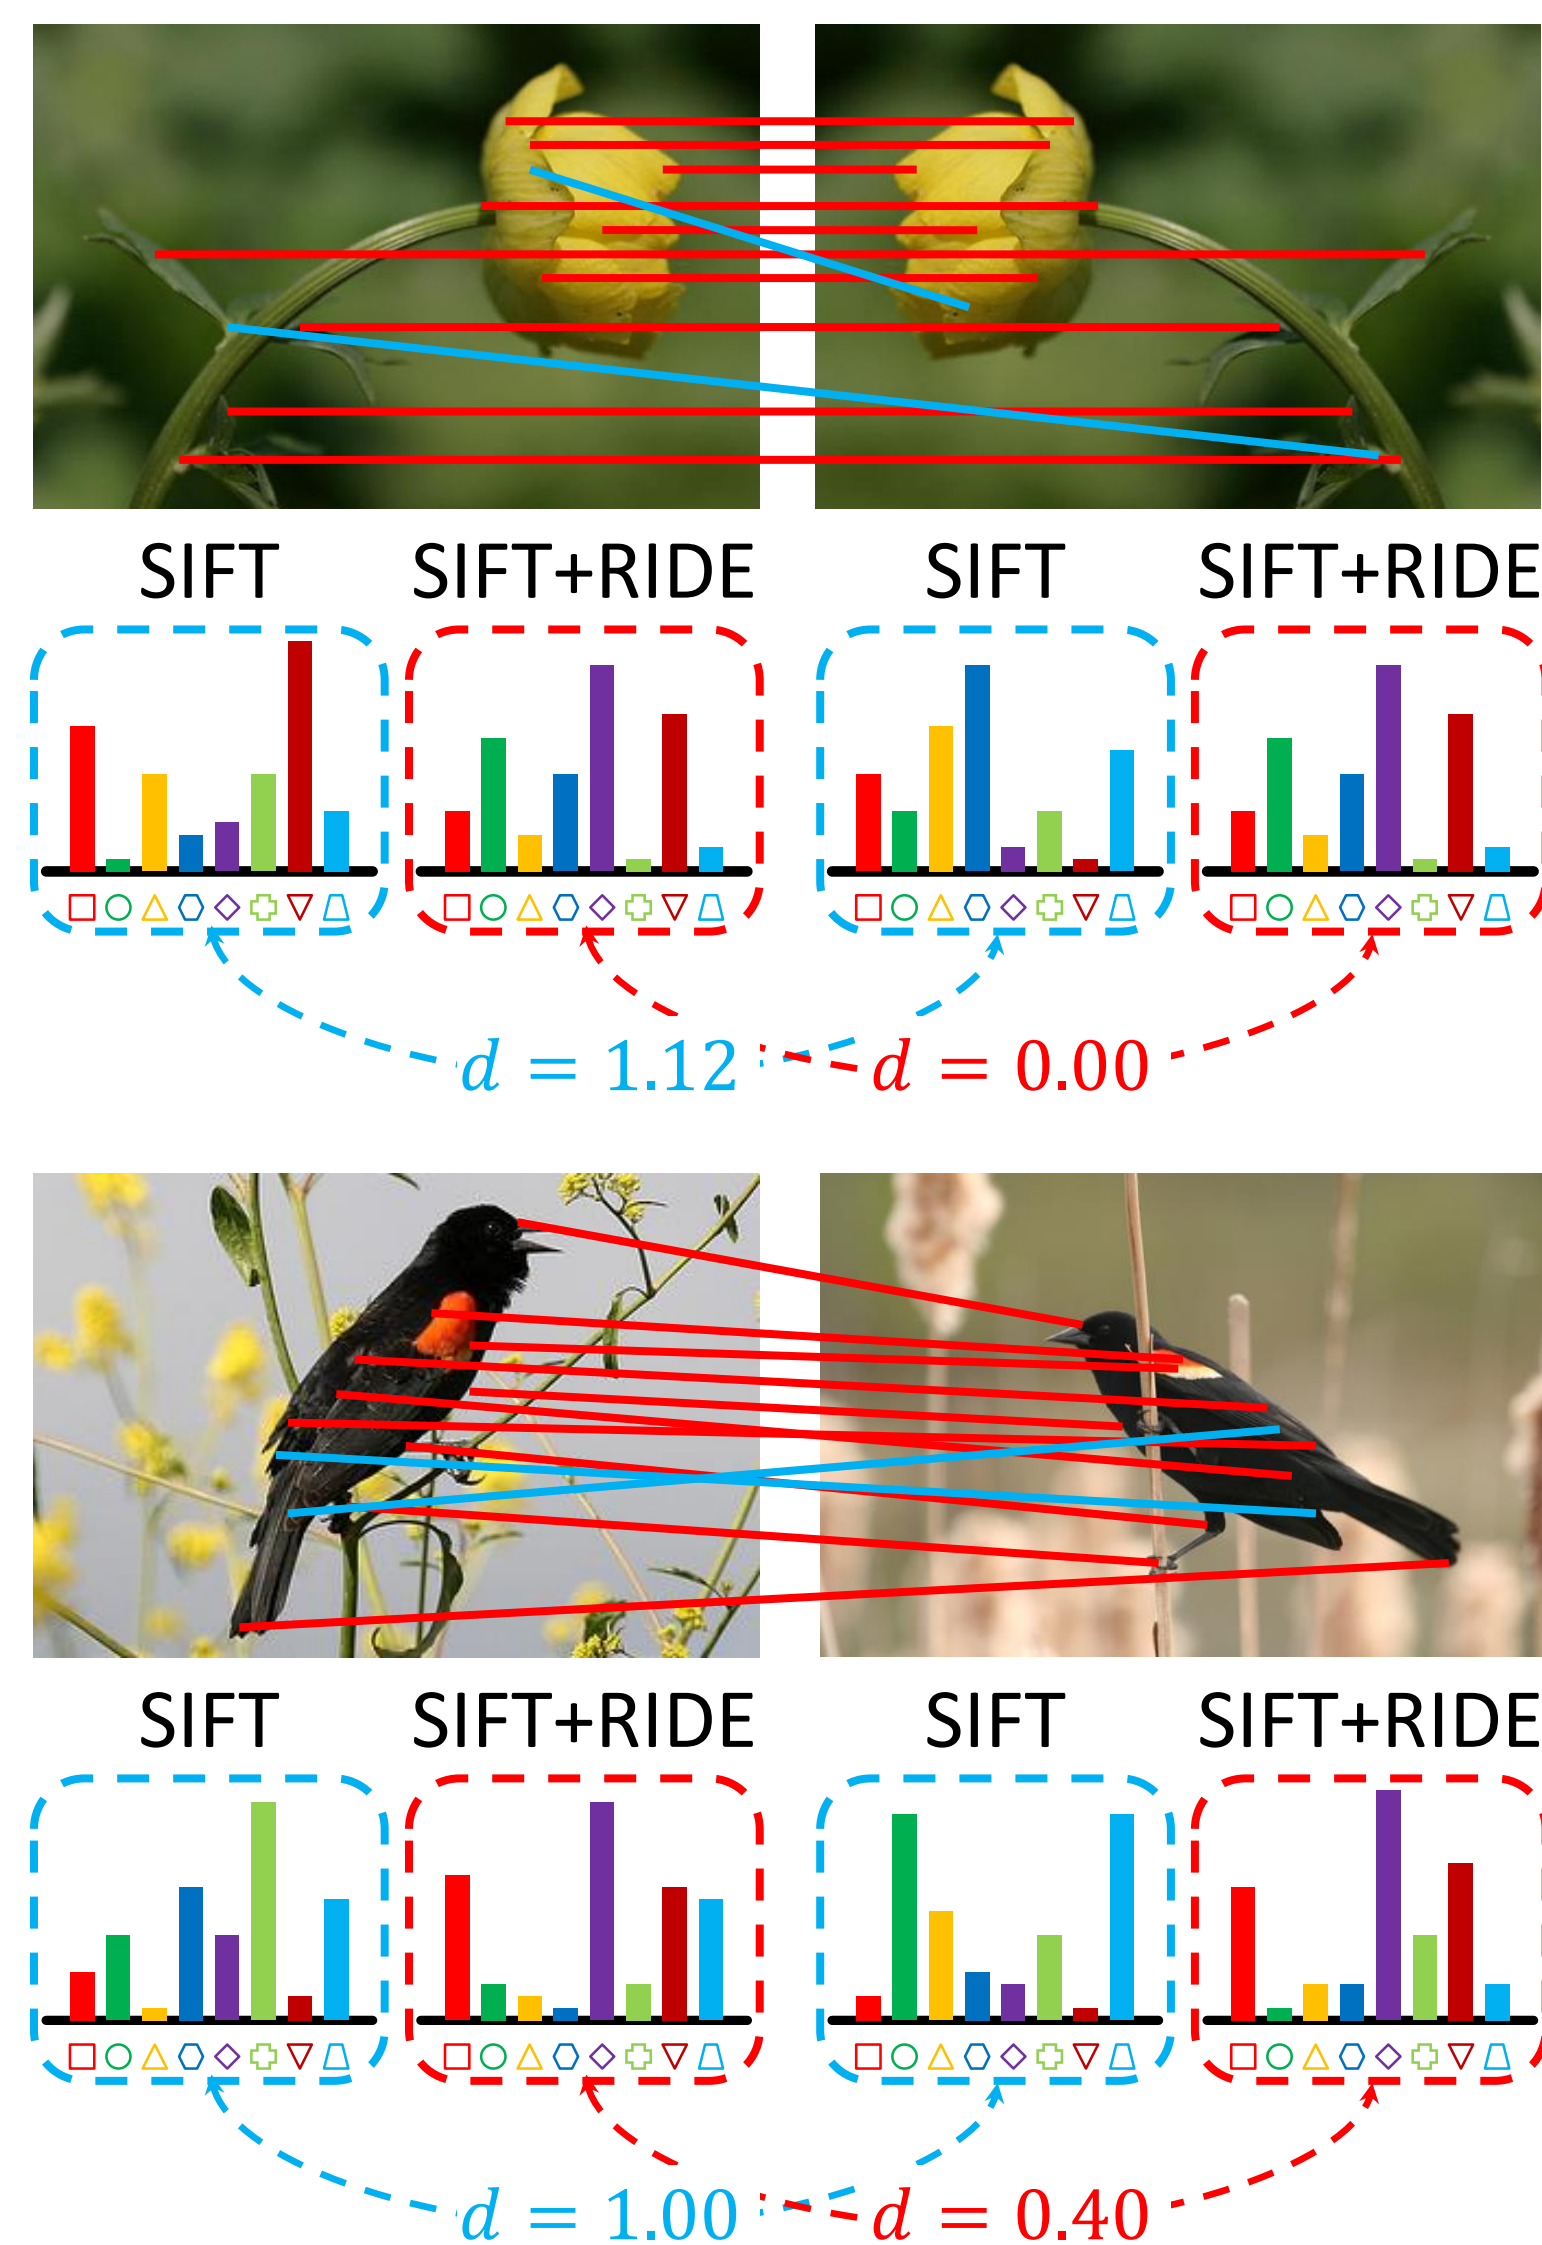 SIFT SIFT+RIDE SIFT SIFT+RIDE
d = 1.12 d = 0.00
SIFT SIFT+RIDE SIFT SIFT+RIDE
d = 1.00 d = 0.40